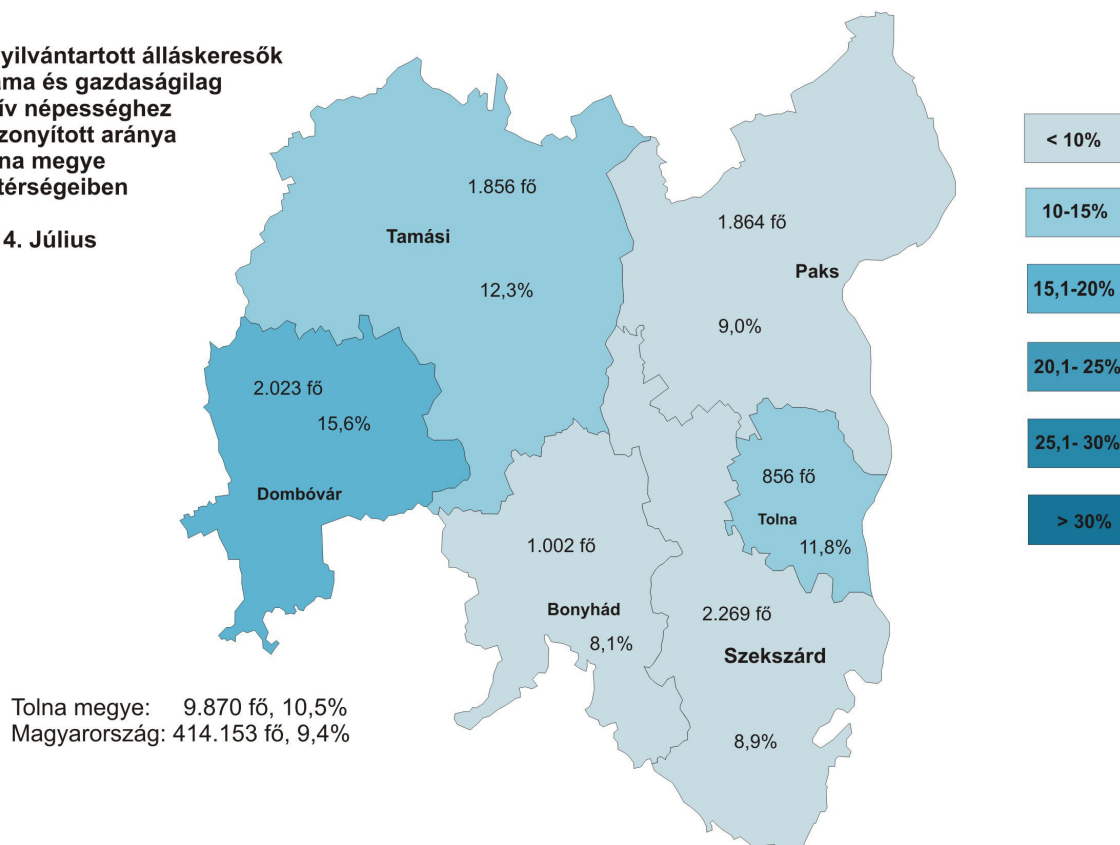 yilvántartott álláskeresők
áma és gazdaságilag
ív népességhez
zonyított aránya
na megye
térségeiben
4. Július
1.856 fő
Tamási
12,3%
1.864 fő
Paks
9,0%
2.023 fő
15,6%
Dombóvár
856 fő
Tolna
11,8%
1.002 fő
Bonyhád
8,1%
2.269 fő
Szekszárd
8,9%
Tolna megye: 9.870 fő, 10,5%
Magyarország: 414.153 fő, 9,4%
< 10%
10-15%
15,1-20%
20,1- 25%
25,1- 30%
> 30%